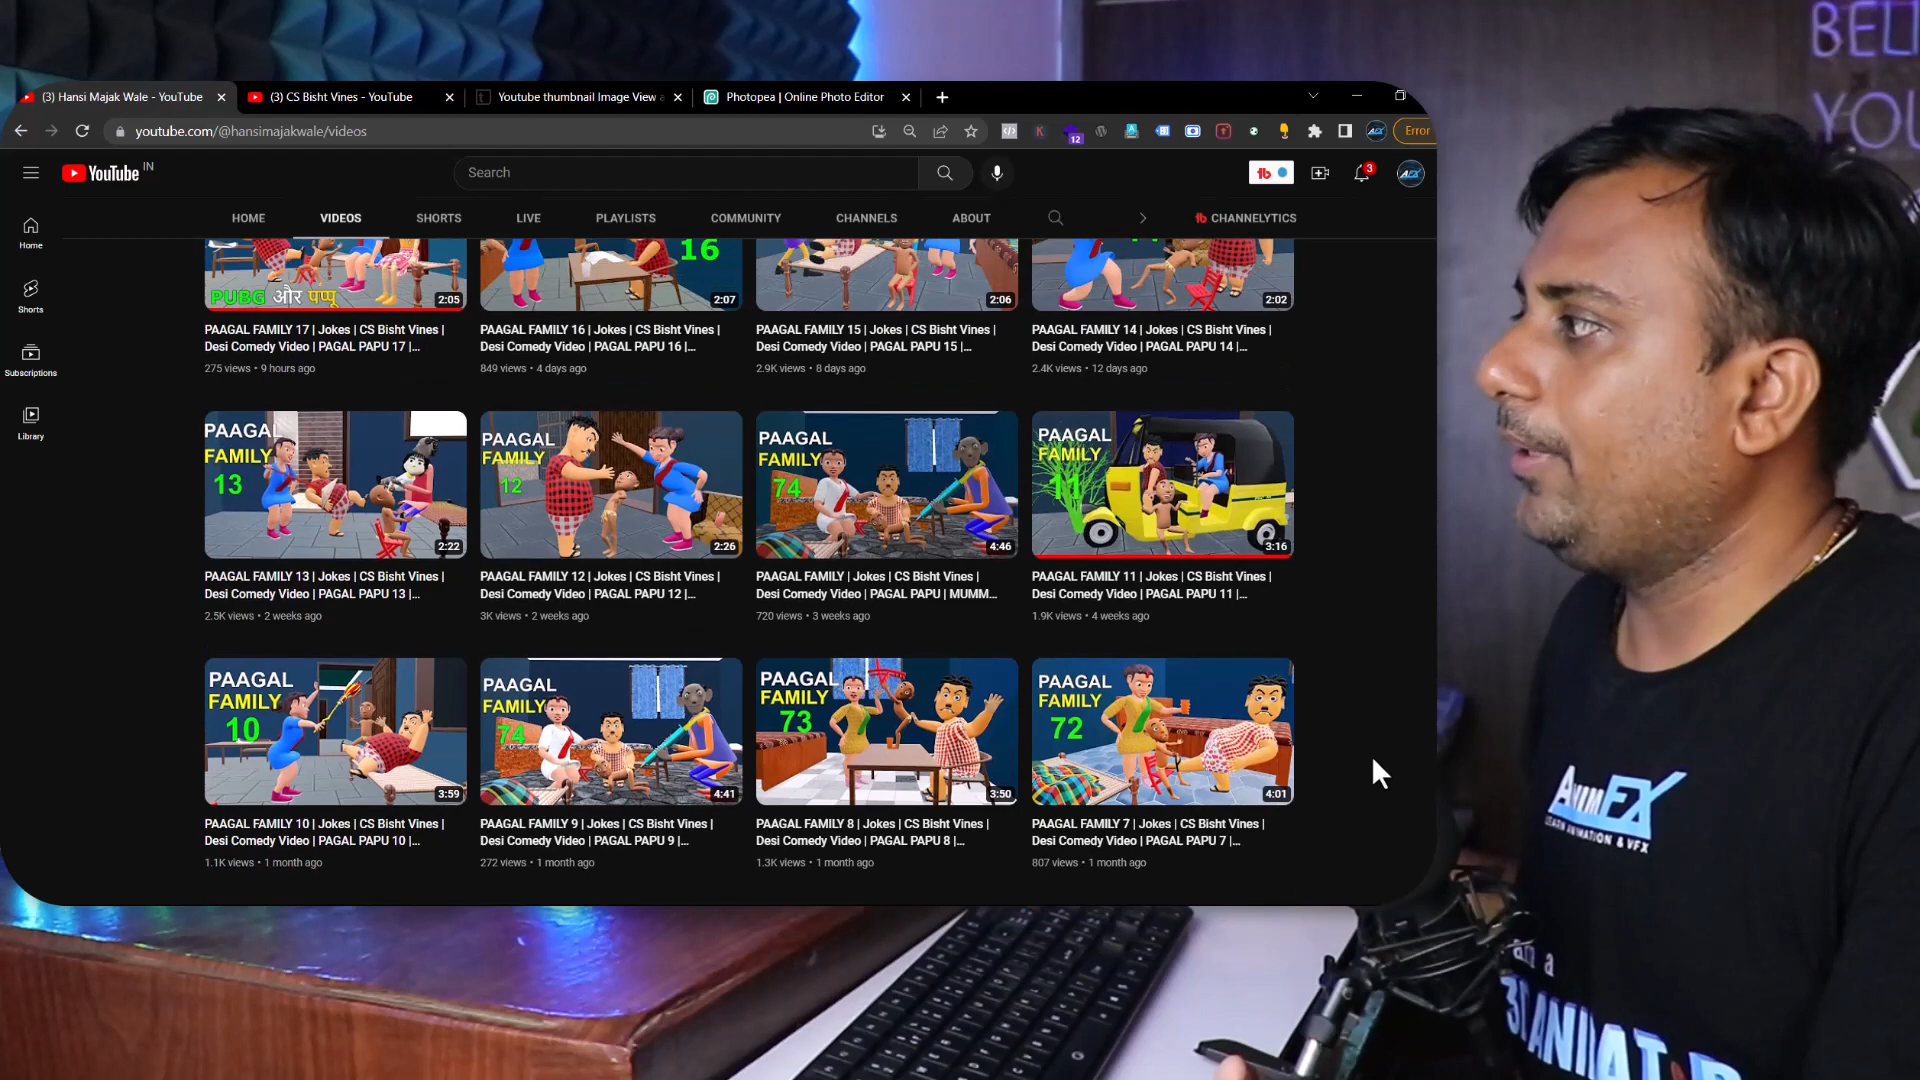 BELI
YOU
(3) Hansi Majak Wale - YouTube
(3) CS Bisht Vines - YouTube
Youtube thumbnail Image View
Photopea | Online Photo Editor
youtube.com/@hansimajakwale/videos
12
Error
YouTube IN
Search
3
AFX
HOME VIDEOS SHORTS LIVE PLAYLISTS COMMUNITY CHANNELS ABOUT CHANNELYTICS
Home
Shorts
Subscriptions
Library
PUBG और पप्पू
2:05
16
2:07
2:06
2:02
PAAGAL FAMILY 17 | Jokes | CS Bisht Vines |
Desi Comedy Video | PAGAL PAPU 17 |...
275 views • 9 hours ago
PAAGAL FAMILY 16 | Jokes | CS Bisht Vines |
Desi Comedy Video | PAGAL PAPU 16 |...
849 views • 4 days ago
PAAGAL FAMILY 15 | Jokes | CS Bisht Vines |
Desi Comedy Video | PAGAL PAPU 15 |...
2.9K views • 8 days ago
PAAGAL FAMILY 14 | Jokes | CS Bisht Vines |
Desi Comedy Video | PAGAL PAPU 14 |...
2.4K views • 12 days ago
PAAGAL
FAMILY
13
2:22
PAAGAL
FAMILY
12
2:26
PAAGAL
FAMILY
74
4:46
PAAGAL
FAMILY
11
3:16
PAAGAL FAMILY 13 | Jokes | CS Bisht Vines |
Desi Comedy Video | PAGAL PAPU 13 |...
2.5K views • 2 weeks ago
PAAGAL FAMILY 12 | Jokes | CS Bisht Vines |
Desi Comedy Video | PAGAL PAPU 12 |...
3K views • 2 weeks ago
PAAGAL FAMILY | Jokes | CS Bisht Vines |
Desi Comedy Video | PAGAL PAPU | MUMM...
720 views • 3 weeks ago
PAAGAL FAMILY 11 | Jokes | CS Bisht Vines |
Desi Comedy Video | PAGAL PAPU 11 |...
1.9K views • 4 weeks ago
PAAGAL
FAMILY
10
3:59
PAAGAL
FAMILY
74
4:41
PAAGAL
FAMILY
73
3:50
PAAGAL
FAMILY
72
4:01
PAAGAL FAMILY 10 | Jokes | CS Bisht Vines |
Desi Comedy Video | PAGAL PAPU 10 |...
1.1K views • 1 month ago
PAAGAL FAMILY 9 | Jokes | CS Bisht Vines |
Desi Comedy Video | PAGAL PAPU 9 |...
272 views • 1 month ago
PAAGAL FAMILY 8 | Jokes | CS Bisht Vines |
Desi Comedy Video | PAGAL PAPU 8 |...
1.3K views • 1 month ago
PAAGAL FAMILY 7 | Jokes | CS Bisht Vines |
Desi Comedy Video | PAGAL PAPU 7 |...
807 views • 1 month ago
AnimFX
LEARN ANIMATION & VFX
am a
3D ANIMAT